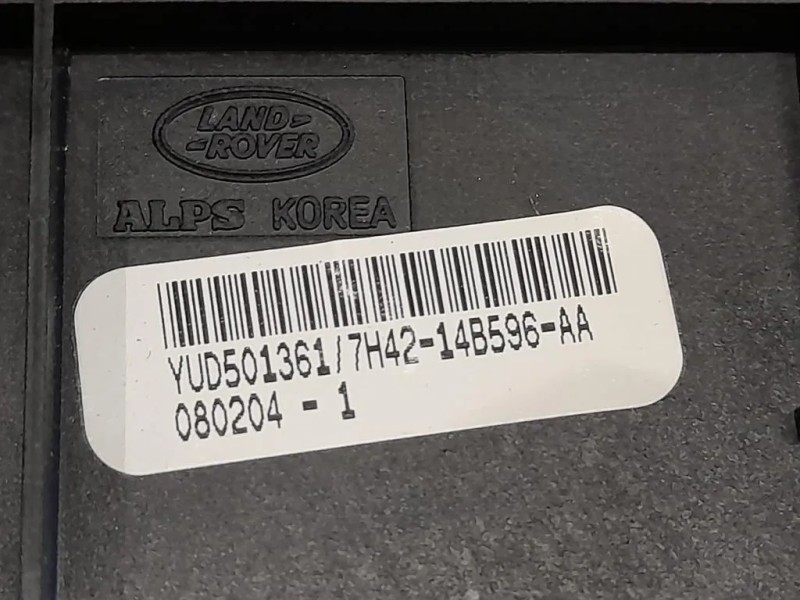 LAND-
-ROVER
ALPS KOREA
YUD501361/7H42-14B596-AA
080204 - 1